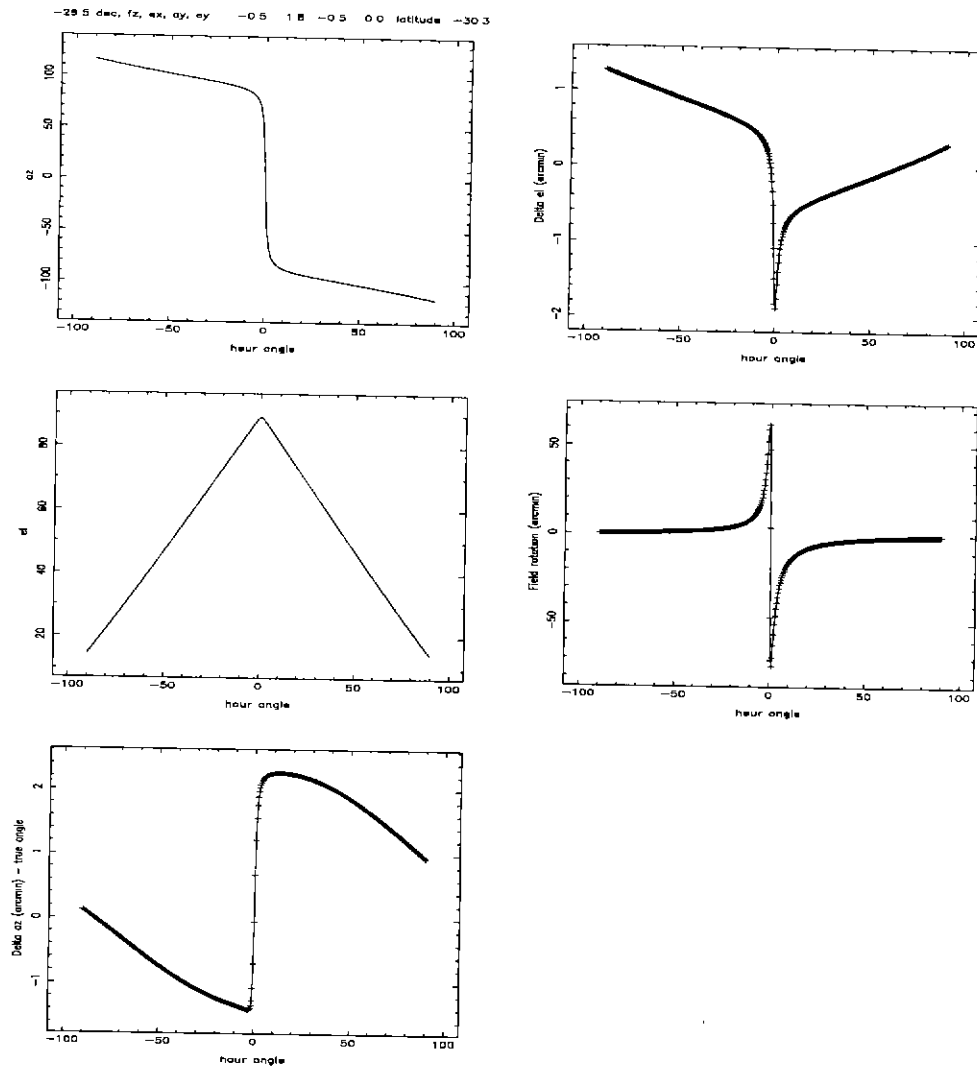 -29.5 dec, fz, ex, ay, ey -0.5 1.8 -0.5 0.0 latitude -30.3
100
50
0
-50
-100
az
-100 -50 0 50 100
hour angle
1
0
-1
-2
Delta el (arcmin)
-100 -50 0 50 100
hour angle
80
60
40
20
el
-100 -50 0 50 100
hour angle
50
0
-50
Field rotation (arcmin)
-100 -50 0 50 100
hour angle
2
1
0
-1
Delta az (arcmin) - true angle
-100 -50 0 50 100
hour angle